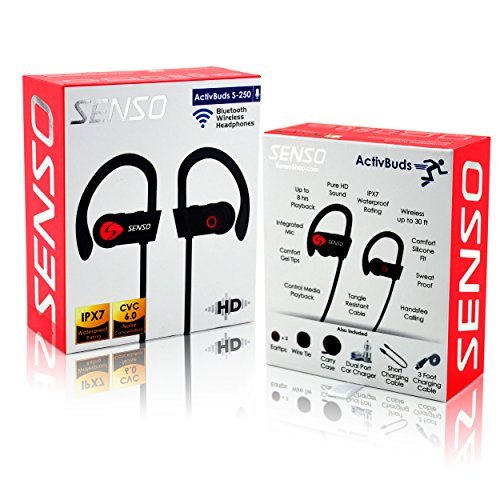 SENSO
ActivBuds S-250
Bluetooth
Wireless
Headphones
SENSO
SENSO
IPX7
Waterproof
Rating
CVC
6.0
Noise
Cancellation
HD
SENSO
SensoShop.com
ActivBuds
Up to
8 hrs
Playback
Pure HD
Sound
IPX7
Waterproof
Rating
Wireless
up to 30 ft
Integrated
Mic
Comfort
Silicone
Fit
Comfort
Gel Tips
Sweat
Proof
Control Media
Playback
Tangle
Resistant
Cable
Handsfee
Calling
Also Included
x 3
Eartips
Wire Tie
Carry
Case
Dual Port
Car Charger
Short
Charging
Cable
3 Foot
Charging
Cable
SENSO